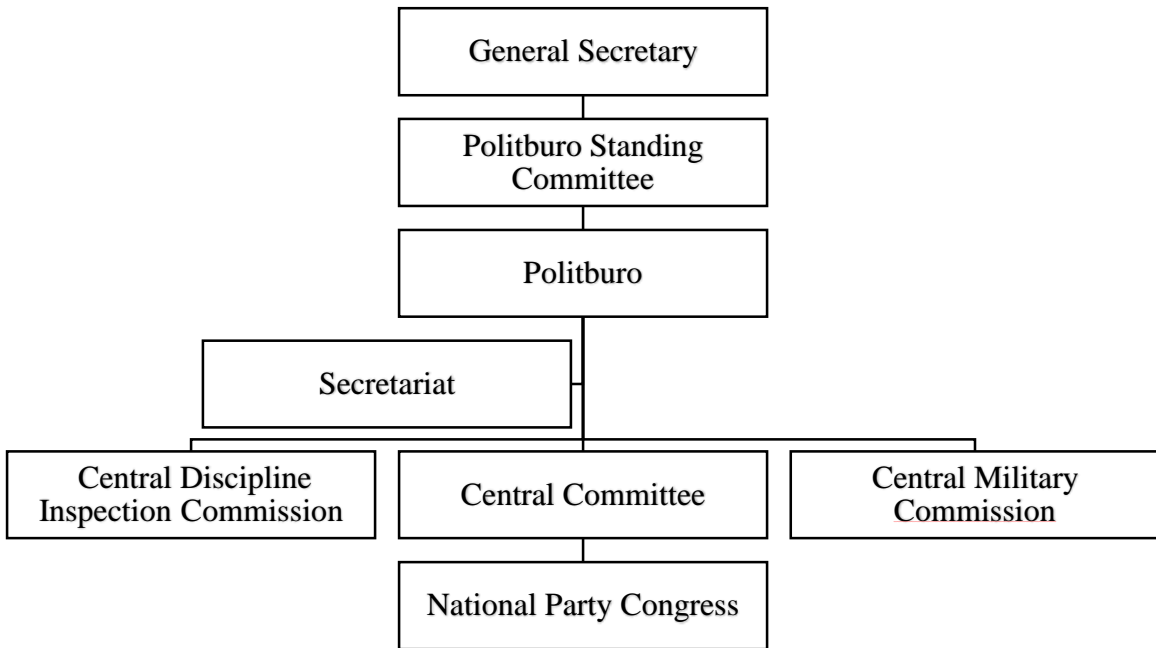 General Secretary
Politburo Standing
Committee
Politburo
Secretariat
Central Discipline
Inspection Commission
Central Committee
Central Military
Commission
National Party Congress